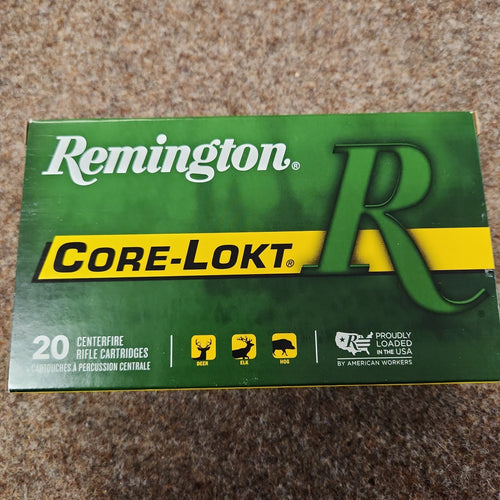 Remington®
CORE-LOKT®
R
20 CENTERFIRE
RIFLE CARTRIDGES
CARTOUCHES À PERCUSSION CENTRALE
DEER
ELK
HOG
R
PROUDLY
LOADED
IN THE USA
BY AMERICAN WORKERS